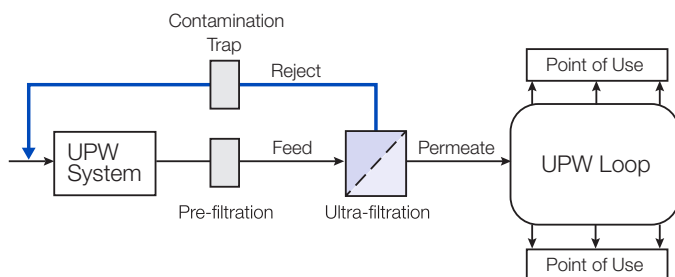 Contamination
Trap
Reject
Point of Use
UPW
System
Feed
Permeate
UPW Loop
Pre-filtration
Ultra-filtration
Point of Use